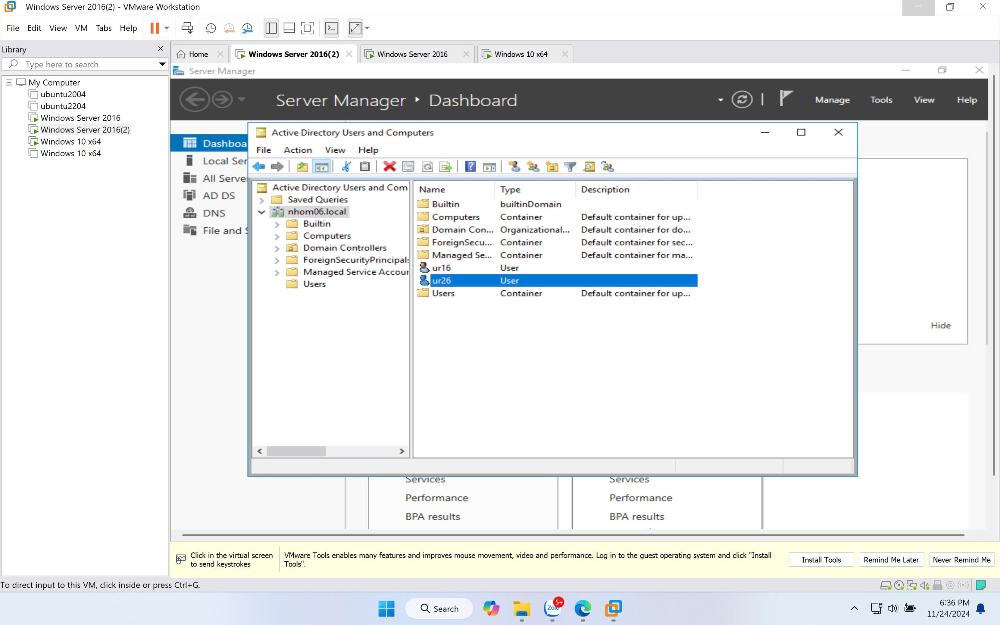 Windows Server 2016(2) - VMware Workstation
File Edit View VM Tabs Help
Library
Type here to search
My Computer
ubuntu2004
ubuntu2204
Windows Server 2016
Windows Server 2016(2)
Windows 10 x64
Windows 10 x64
Home
Windows Server 2016(2)
Windows Server 2016
Windows 10 x64
Server Manager
Server Manager ‣ Dashboard
Manage Tools View Help
Dashboa
Local Ser
All Server
AD DS
DNS
File and S
Active Directory Users and Computers
File Action View Help
Active Directory Users and Com
Saved Queries
nhom06.local
Builtin
Computers
Domain Controllers
ForeignSecurityPrincipals
Managed Service Accour
Users
Name Type Description
Builtin builtinDomain
Computers Container Default container for up...
Domain Con... Organizational... Default container for do...
ForeignSecu... Container Default container for sec...
Managed Se... Container Default container for ma...
ur16 User
ur26 User
Users Container Default container for up...
Hide
Services
Performance
BPA results
Services
Performance
BPA results
Click in the virtual screen
to send keystrokes
VMware Tools enables many features and improves mouse movement, video and performance. Log in to the guest operating system and click "Install
Tools".
Install Tools
Remind Me Later
Never Remind Me
To direct input to this VM, click inside or press Ctrl+G.
Search
Zalo
5+
6:36 PM
11/24/2024